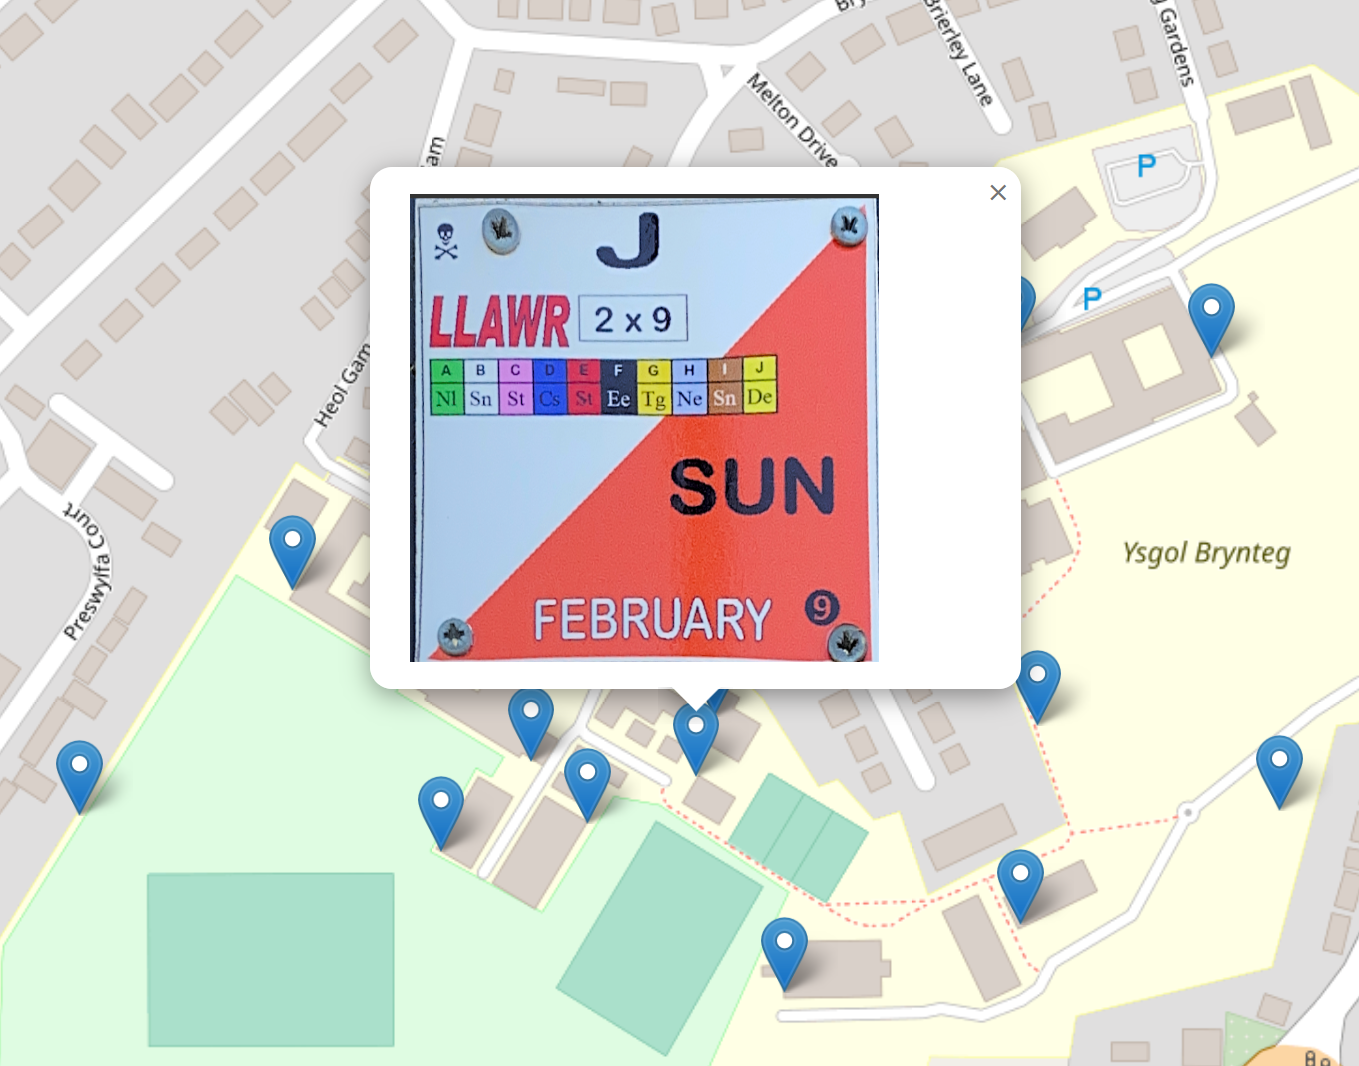 Brierley Lane
g Gardens
Melton Drive
am
P
P
J
LLAWR 2 x 9
A B C D E F G H I J
Nl Sn St Cs St Ee Tg Ne Sn De
SUN
FEBRUARY 9
Heol Gam
Preswylfa Court
Ysgol Brynteg